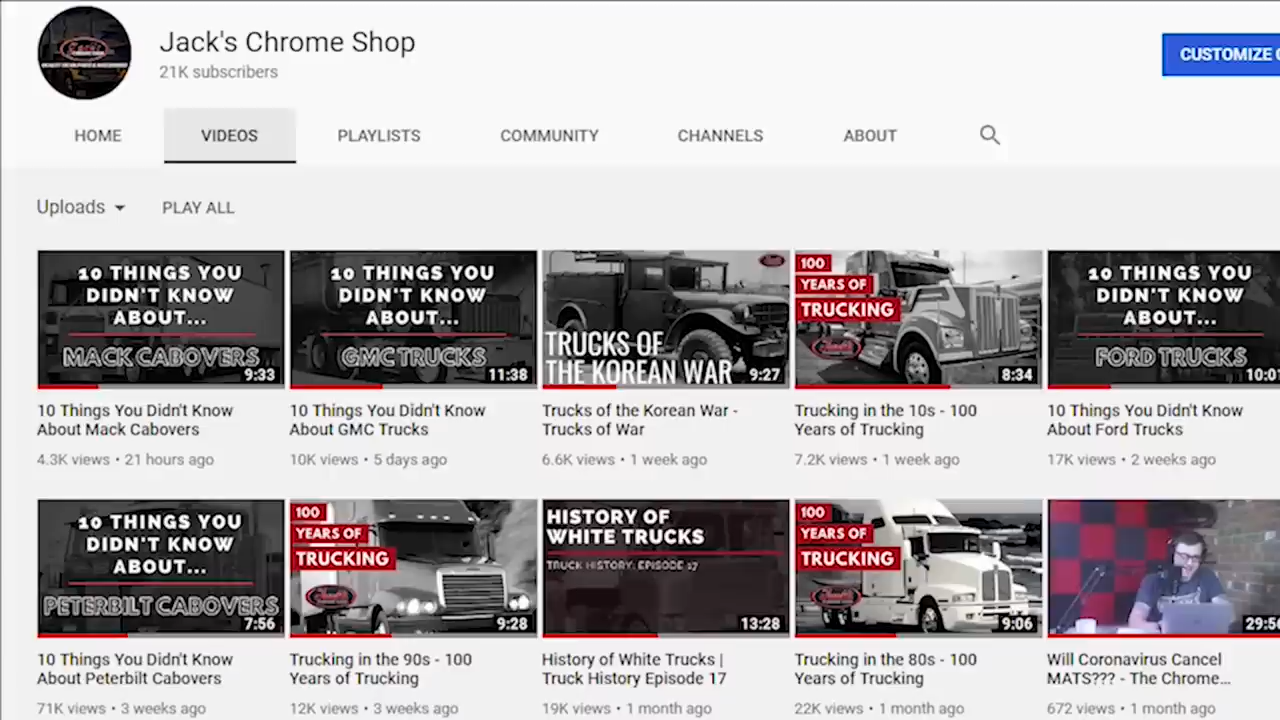 Jack's Chrome Shop
21K subscribers
CUSTOMIZE
HOME
VIDEOS
PLAYLISTS
COMMUNITY
CHANNELS
ABOUT
Uploads
PLAY ALL
10 THINGS YOU
DIDN'T KNOW
ABOUT...
MACK CABOVERS
9:33
10 THINGS YOU
DIDN'T KNOW
ABOUT...
GMC TRUCKS
11:38
TRUCKS OF
THE KOREAN WAR
9:27
100
YEARS OF
TRUCKING
8:34
10 THINGS YOU
DIDN'T KNOW
ABOUT...
FORD TRUCKS
10:01
10 Things You Didn't Know
About Mack Cabovers
4.3K views • 21 hours ago
10 Things You Didn't Know
About GMC Trucks
10K views • 5 days ago
Trucks of the Korean War -
Trucks of War
6.6K views • 1 week ago
Trucking in the 10s - 100
Years of Trucking
7.2K views • 1 week ago
10 Things You Didn't Know
About Ford Trucks
17K views • 2 weeks ago
10 THINGS YOU
DIDN'T KNOW
ABOUT...
PETERBILT CABOVERS
7:56
100
YEARS OF
TRUCKING
9:28
HISTORY OF
WHITE TRUCKS
TRUCK HISTORY: EPISODE 17
13:28
100
YEARS OF
TRUCKING
9:06
29:56
10 Things You Didn't Know
About Peterbilt Cabovers
71K views • 3 weeks ago
Trucking in the 90s - 100
Years of Trucking
12K views • 3 weeks ago
History of White Trucks |
Truck History Episode 17
19K views • 1 month ago
Trucking in the 80s - 100
Years of Trucking
22K views • 1 month ago
Will Coronavirus Cancel
MATS??? - The Chrome...
672 views • 1 month ago